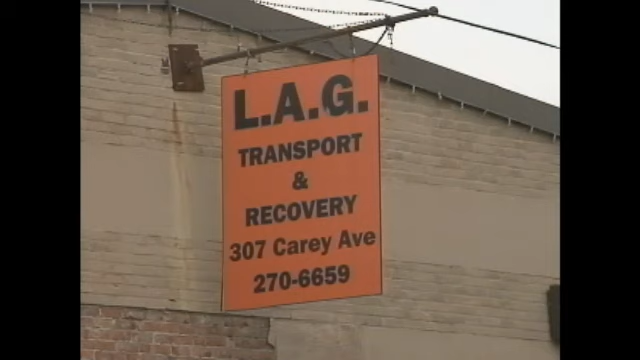 L.A.G.
TRANSPORT
&
RECOVERY
307 Carey Ave
270-6659